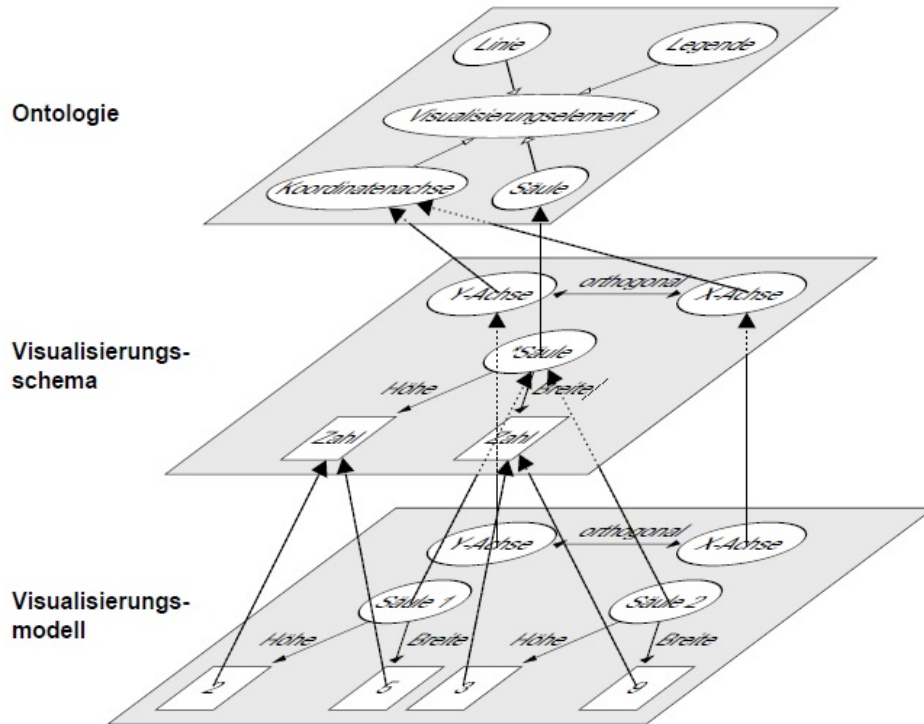 Linie
Legende
Ontologie
Visualisierungselement
Koordinatenachse
Säule
Y-Achse
orthogonal
X-Achse
Visualisierungs-
schema
*Säule
Höhe
Breite
Zahl
Zahl
Y-Achse
orthogonal
X-Achse
Visualisierungs-
modell
Säule 1
Säule 2
Höhe
Breite
Höhe
Breite
2
5
3
9